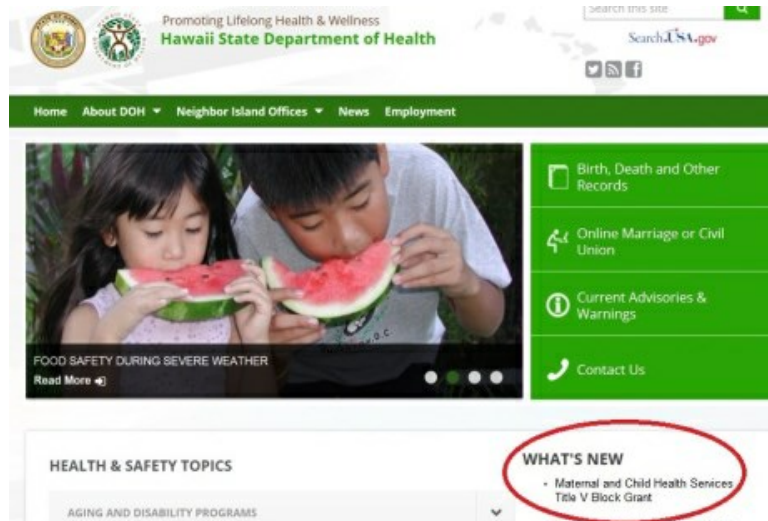 Promoting Lifelong Health & Wellness
Hawaii State Department of Health
Search this site
Search.USA.gov
Home About DOH Neighbor Island Offices News Employment
Birth, Death and Other
Records
Online Marriage or Civil
Union
Current Advisories &
Warnings
Contact Us
FOOD SAFETY DURING SEVERE WEATHER
Read More
HEALTH & SAFETY TOPICS
AGING AND DISABILITY PROGRAMS
WHAT'S NEW
Maternal and Child Health Services
Title V Block Grant